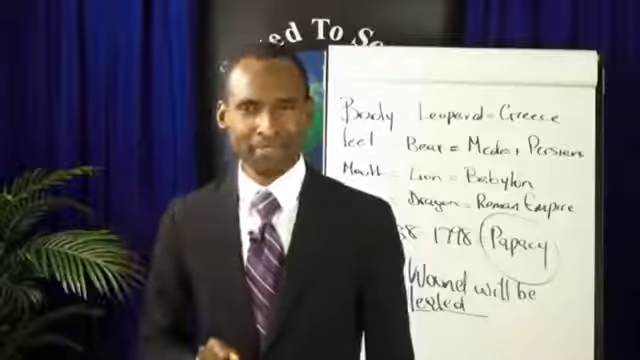 To
Body Leopard = Greece
feet Bear = Medes + Persians
Mouth Lion = Babylon
Dragon = Roman Empire
38 1798 Papacy
Wound will be
Healed